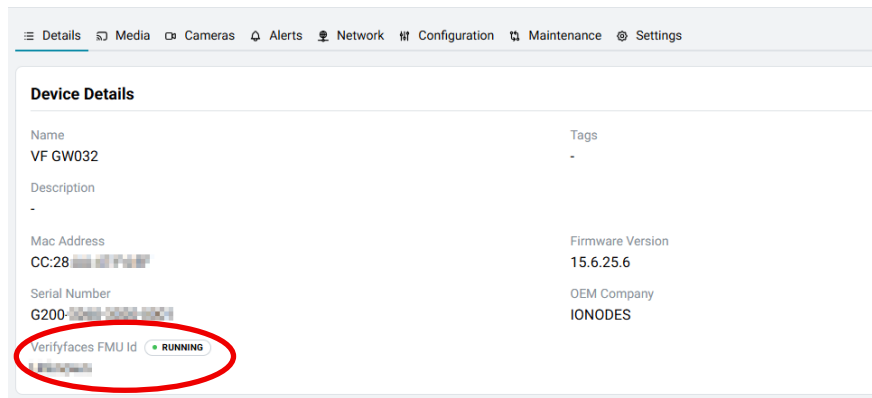 Details Media Cameras Alerts Network Configuration Maintenance Settings
Device Details
Name
VF GW032
Tags
-
Description
-
Mac Address
CC:28
Firmware Version
15.6.25.6
Serial Number
G200-
OEM Company
IONODES
Verifyfaces FMU Id RUNNING